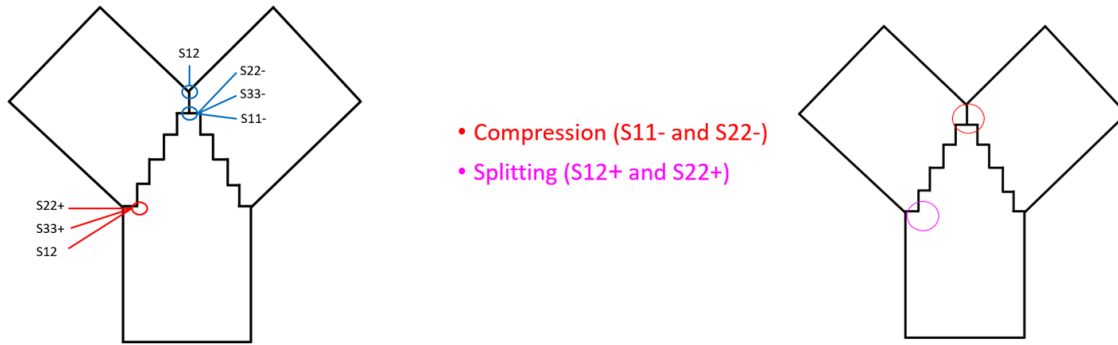 S12
S22-
S33-
S11-
S22+
S33+
S12
• Compression (S11- and S22-)
• Splitting (S12+ and S22+)